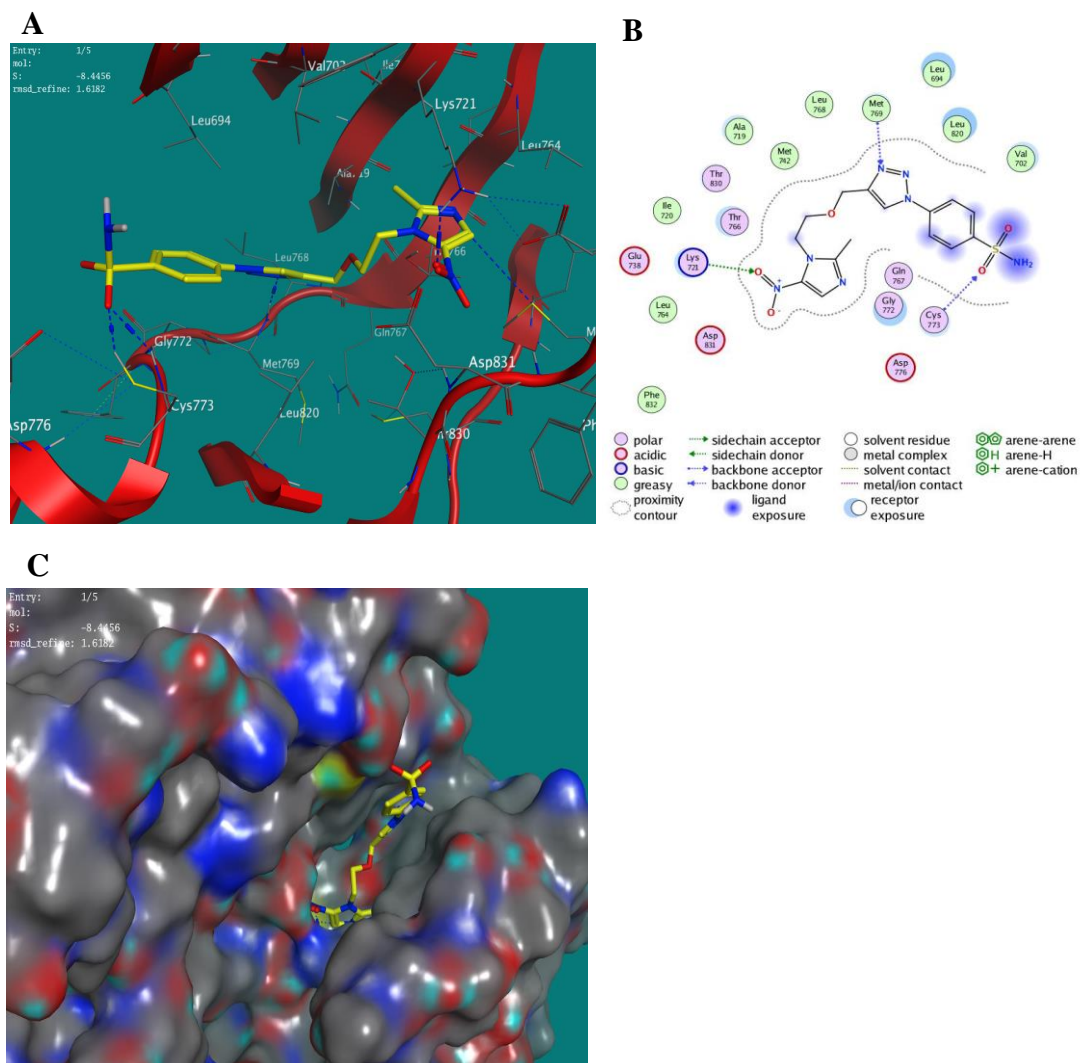 A
Entry: 1/5
mol:
S: -8.4456
rmsd_refine: 1.6182
Val702
Lys721
Leu694
Leu764
Ala719
Leu768
Gly772
Gln767
Met769
Asp831
Cys773
Leu820
Asp776
B
Leu
694
Leu
768
Met
769
Ala
719
Leu
820
Met
742
Val
702
Thr
830
N
N
N
Ile
720
Thr
766
O
O
S
NH₂
O
Glu
738
Lys
721
O
N
N
N⁺
O⁻
Gln
767
Gly
772
Cys
773
Leu
764
Asp
831
Asp
776
Phe
832
polar
acidic
basic
greasy
proximity
contour
sidechain acceptor
sidechain donor
backbone acceptor
backbone donor
ligand
exposure
solvent residue
metal complex
solvent contact
metal/ion contact
receptor
exposure
arene-arene
H arene-H
+ arene-cation
C
Entry: 1/5
mol:
S: -8.4456
rmsd_refine: 1.6182